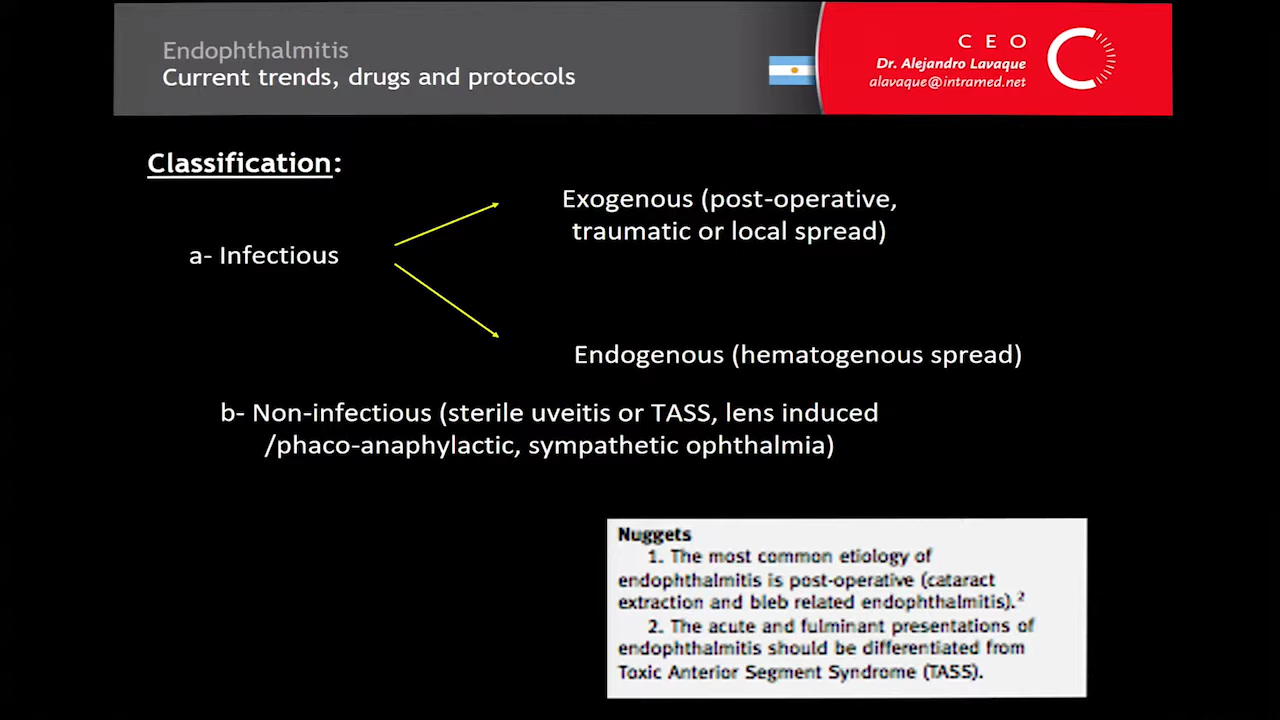 Endophthalmitis
Current trends, drugs and protocols
CEO
Dr. Alejandro Lavaque
alavaque@intramed.net
Classification:
Exogenous (post-operative,
traumatic or local spread)
a- Infectious
Endogenous (hematogenous spread)
b- Non-infectious (sterile uveitis or TASS, lens induced
/phaco-anaphylactic, sympathetic ophthalmia)
Nuggets
1. The most common etiology of
endophthalmitis is post-operative (cataract
extraction and bleb related endophthalmitis).²
2. The acute and fulminant presentations of
endophthalmitis should be differentiated from
Toxic Anterior Segment Syndrome (TASS).